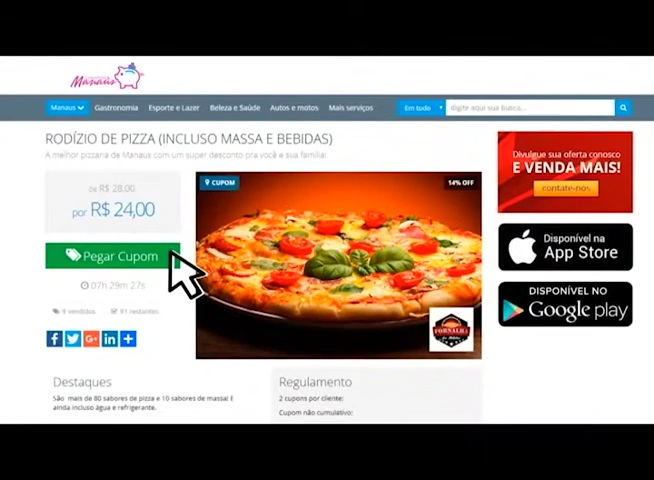 Manaus
Manaus
Gastronomia
Esporte e Lazer
Beleza e Saúde
Autos e motos
Mais serviços
Em tudo
digite aqui sua busca...
RODÍZIO DE PIZZA (INCLUSO MASSA E BEBIDAS)
A melhor pizzaria de Manaus com um super desconto pra você e sua família!
de R$ 28,00
por R$ 24,00
Pegar Cupom
07h 29m 27s
9 vendidos
91 restantes
CUPOM
14% OFF
FORNALHA
Divulgue sua oferta conosco
E VENDA MAIS!
contate-nos
Disponível na
App Store
DISPONÍVEL NO
Google play
Destaques
São mais de 80 sabores de pizza e 10 sabores de massa! E
ainda incluso água e refrigerante.
Regulamento
2 cupons por cliente;
Cupom não cumulativo;